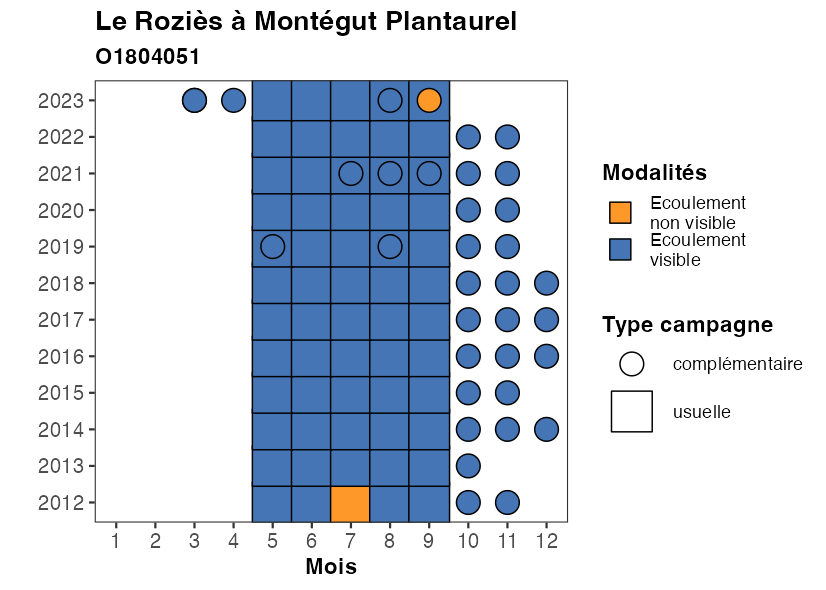 Le Roziès à Montégut Plantaurel
O1804051
2023
2022
2021
2020
2019
2018
2017
2016
2015
2014
2013
2012
1 2 3 4 5 6 7 8 9 10 11 12
Mois
Modalités
Ecoulement
non visible
Ecoulement
visible
Type campagne
complémentaire
usuelle